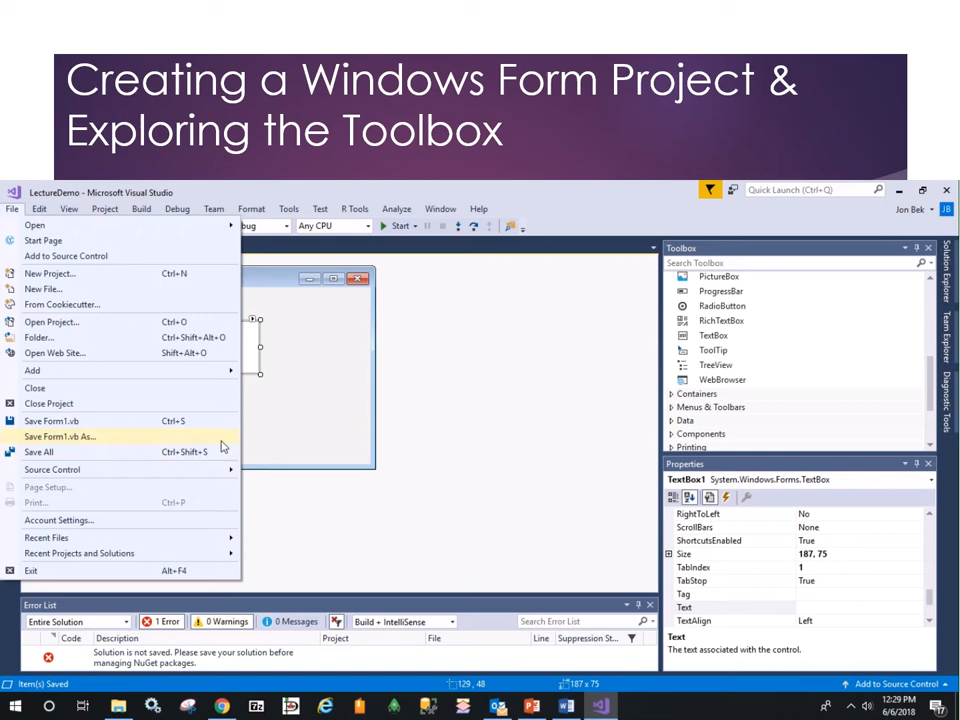 Creating a Windows Form Project &
Exploring the Toolbox
LectureDemo - Microsoft Visual Studio
Quick Launch (Ctrl+Q)
File Edit View Project Build Debug Team Format Tools Test R Tools Analyze Window Help
Jon Bek JB
bug Any CPU Start
Open
Start Page
Add to Source Control
New Project... Ctrl+N
New File...
From Cookiecutter...
Open Project... Ctrl+O
Folder... Ctrl+Shift+Alt+O
Open Web Site... Shift+Alt+O
Add
Close
Close Project
Save Form1.vb Ctrl+S
Save Form1.vb As...
Save All Ctrl+Shift+S
Source Control
Page Setup...
Print... Ctrl+P
Account Settings...
Recent Files
Recent Projects and Solutions
Exit Alt+F4
Toolbox
Search Toolbox
PictureBox
ProgressBar
RadioButton
RichTextBox
TextBox
ToolTip
TreeView
WebBrowser
Containers
Menus & Toolbars
Data
Components
Printing
Solution Explorer
Team Explorer
Diagnostic Tools
Properties
TextBox1 System.Windows.Forms.TextBox
RightToLeft No
ScrollBars None
ShortcutsEnabled True
Size 187, 75
TabIndex 1
TabStop True
Tag
Text
TextAlign Left
Text
The text associated with the control.
Error List
Entire Solution 1 Error 0 Warnings 0 Messages Build + IntelliSense Search Error List
Code Description Project File Line Suppression St...
Solution is not saved. Please save your solution before
managing NuGet packages.
Item(s) Saved 129 , 48 187 x 75 Add to Source Control
12:29 PM
6/6/2018
17